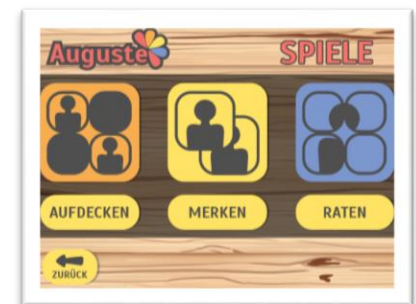 Auguste
SPIELE
AUFDECKEN
MERKEN
RATEN
ZURÜCK